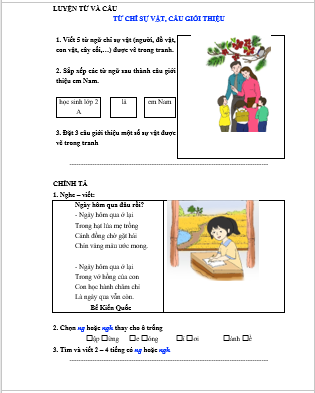 LUYỆN TỪ VÀ CÂU
TỪ CHỈ SỰ VẬT, CÂU GIỚI THIỆU
1. Viết 5 từ ngữ chỉ sự vật (người, đồ vật,
con vật, cây cối,…) được vẽ trong tranh.
2. Sắp xếp các từ ngữ sau thành câu giới
thiệu em Nam.
học sinh lớp 2
A
là
em Nam
3. Đặt 3 câu giới thiệu một số sự vật được
vẽ trong tranh
CHÍNH TẢ
1. Nghe – viết:
Ngày hôm qua đâu rồi?
- Ngày hôm qua ở lại
Trong hạt lúa mẹ trồng
Cánh đồng chờ gặt hái
Chín vàng màu ước mong.
- Ngày hôm qua ở lại
Trong vở hồng của con
Con học hành chăm chỉ
Là ngày qua vẫn còn.
Bế Kiến Quốc
2. Chọn ng hoặc ngh thay cho ô trống
□ập □ừng □e □óng □ỉ □ơi □ành □ề
3. Tìm và viết 2 – 4 tiếng có ng hoặc ngh